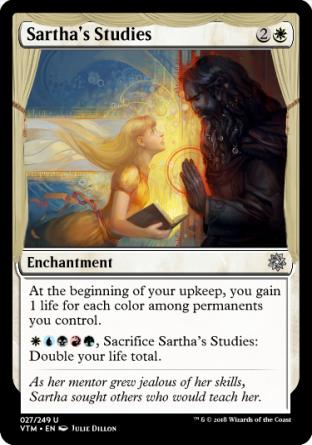 Sartha's Studies 2
Enchantment
At the beginning of your upkeep, you gain
1 life for each color among permanents
you control.
, Sacrifice Sartha's Studies:
Double your life total.
As her mentor grew jealous of her skills,
Sartha sought others who would teach her.
027/249 U
VTM • EN JULIE DILLON
™ & © 2018 Wizards of the Coast